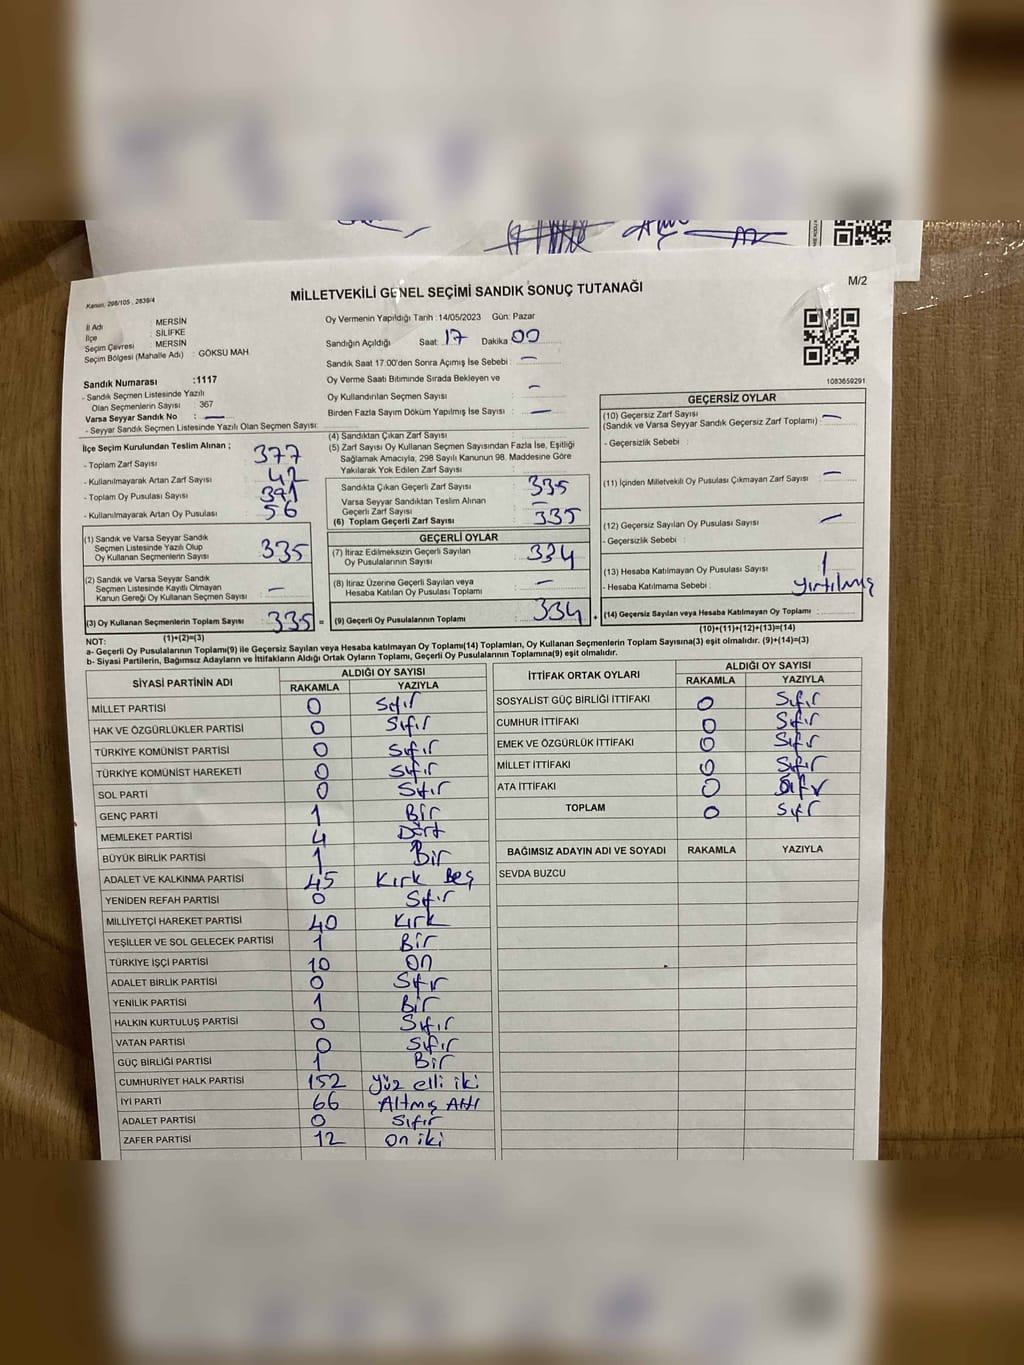 Kanun, 298/105 , 2839/4
MİLLETVEKİLİ GENEL SEÇİMİ SANDIK SONUÇ TUTANAĞI
M/2
İl Adı : MERSİN
İlçe : SİLİFKE
Seçim Çevresi : MERSİN
Seçim Bölgesi (Mahalle Adı) : GÖKSU MAH
Sandık Numarası :1117
- Sandık Seçmen Listesinde Yazılı
Olan Seçmenlerin Sayısı : 367
Varsa Seyyar Sandık No : —
- Seyyar Sandık Seçmen Listesinde Yazılı Olan Seçmen Sayısı:
Oy Vermenin Yapıldığı Tarih :14/05/2023 Gün: Pazar
Sandığın Açıldığı Saat : 17 Dakika : 00
Sandık Saat 17:00'den Sonra Açımış İse Sebebi : —
Oy Verme Saati Bitiminde Sırada Bekleyen ve
Oy Kullandırılan Seçmen Sayısı : —
Birden Fazla Sayım Döküm Yapılmış İse Sayısı : —
1083659291
İlçe Seçim Kurulundan Teslim Alınan ;
- Toplam Zarf Sayısı : 377
- Kullanılmayarak Artan Zarf Sayısı : 42
- Toplam Oy Pusulası Sayısı : 391
- Kullanılmayarak Artan Oy Pusulası : 56
(1) Sandık ve Varsa Seyyar Sandık
Seçmen Listesinde Yazılı Olup
Oy Kullanan Seçmenlerin Sayısı : 335
(2) Sandık ve Varsa Seyyar Sandık
Seçmen Listesinde Kayıtlı Olmayan
Kanun Gereği Oy Kullanan Seçmen Sayısı : —
(3) Oy Kullanan Seçmenlerin Toplam Sayısı : 335 =
(1)+(2)=(3)
(4) Sandıktan Çıkan Zarf Sayısı :
(5) Zarf Sayısı Oy Kullanan Seçmen Sayısından Fazla İse, Eşitliği
Sağlamak Amacıyla, 298 Sayılı Kanunun 98. Maddesine Göre
Yakılarak Yok Edilen Zarf Sayısı :
Sandıkta Çıkan Geçerli Zarf Sayısı : 335
Varsa Seyyar Sandıktan Teslim Alınan
Geçerli Zarf Sayısı : —
(6) Toplam Geçerli Zarf Sayısı : 335
GEÇERLİ OYLAR
(7) İtiraz Edilmeksizin Geçerli Sayılan
Oy Pusulalarının Sayısı : 334
(8) İtiraz Üzerine Geçerli Sayılan veya
Hesaba Katılan Oy Pusulası Toplamı : —
(9) Geçerli Oy Pusulalarının Toplamı : 334 +
GEÇERSİZ OYLAR
(10) Geçersiz Zarf Sayısı
(Sandık ve Varsa Seyyar Sandık Geçersiz Zarf Toplamı) : —
- Geçersizlik Sebebi :
(11) İçinden Milletvekili Oy Pusulası Çıkmayan Zarf Sayısı : —
(12) Geçersiz Sayılan Oy Pusulası Sayısı : —
- Geçersizlik Sebebi :
(13) Hesaba Katılmayan Oy Pusulası Sayısı : 1
- Hesaba Katılmama Sebebi : Yırtılmış
(14) Geçersiz Sayılan veya Hesaba Katılmayan Oy Toplamı :
(10)+(11)+(12)+(13)=(14)
NOT:
a- Geçerli Oy Pusulalarının Toplamı(9) ile Geçersiz Sayılan veya Hesaba katılmayan Oy Toplamı(14) Toplamları, Oy Kullanan Seçmenlerin Toplam Sayısına(3) eşit olmalıdır. (9)+(14)=(3)
b- Siyasi Partilerin, Bağımsız Adayların ve İttifakların Aldığı Ortak Oyların Toplamı, Geçerli Oy Pusulalarının Toplamına(9) eşit olmalıdır.
SİYASİ PARTİNİN ADI ALDIĞI OY SAYISI
RAKAMLA YAZIYLA
MİLLET PARTİSİ 0 Sıfır
HAK VE ÖZGÜRLÜKLER PARTİSİ 0 Sıfır
TÜRKİYE KOMÜNİST PARTİSİ 0 Sıfır
TÜRKİYE KOMÜNİST HAREKETİ 0 Sıfır
SOL PARTİ 0 Sıfır
GENÇ PARTİ 1 Bir
MEMLEKET PARTİSİ 4 Dört
BÜYÜK BİRLİK PARTİSİ 1 Bir
ADALET VE KALKINMA PARTİSİ 45 Kırk Beş
YENİDEN REFAH PARTİSİ 0 Sıfır
MİLLİYETÇİ HAREKET PARTİSİ 40 Kırk
YEŞİLLER VE SOL GELECEK PARTİSİ 1 Bir
TÜRKİYE İŞÇİ PARTİSİ 10 On
ADALET BİRLİK PARTİSİ 0 Sıfır
YENİLİK PARTİSİ 1 Bir
HALKIN KURTULUŞ PARTİSİ 0 Sıfır
VATAN PARTİSİ 0 Sıfır
GÜÇ BİRLİĞİ PARTİSİ 1 Bir
CUMHURİYET HALK PARTİSİ 152 Yüz elli iki
İYİ PARTİ 66 Altmış Altı
ADALET PARTİSİ 0 Sıfır
ZAFER PARTİSİ 12 On iki
İTTİFAK ORTAK OYLARI ALDIĞI OY SAYISI
RAKAMLA YAZIYLA
SOSYALİST GÜÇ BİRLİĞİ İTTİFAKI 0 Sıfır
CUMHUR İTTİFAKI 0 Sıfır
EMEK VE ÖZGÜRLÜK İTTİFAKI 0 Sıfır
MİLLET İTTİFAKI 0 Sıfır
ATA İTTİFAKI 0 Sıfır
TOPLAM 0 Sıfır
BAĞIMSIZ ADAYIN ADI VE SOYADI RAKAMLA YAZIYLA
SEVDA BUZCU